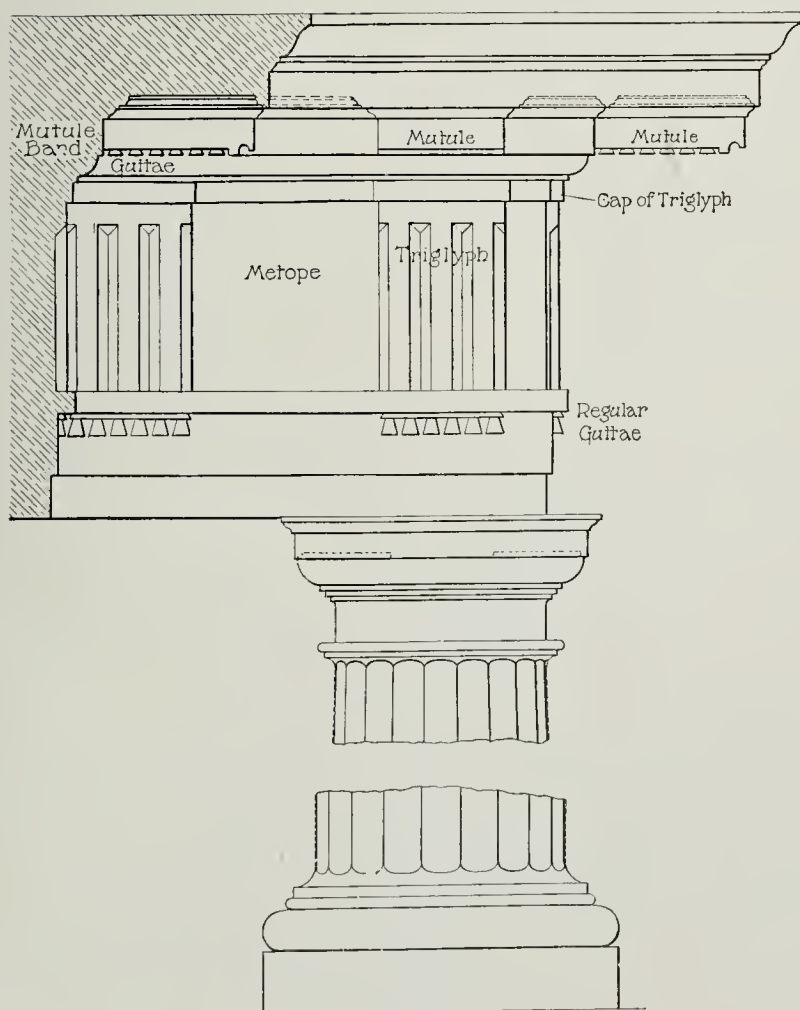 Mutule
Band
Guttae
Mutule
Mutule
Cap of Triglyph
Metope
Triglyph
Regular
Guttae